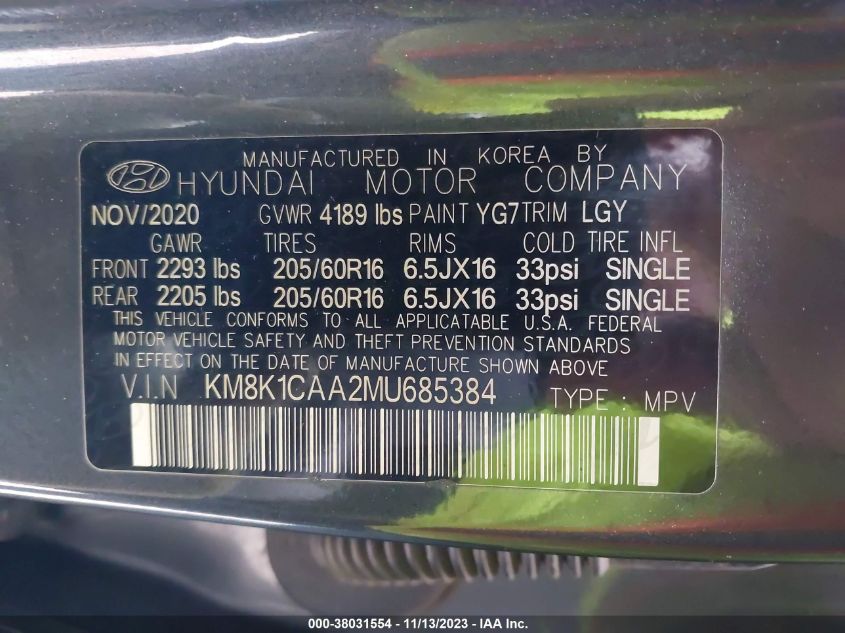 MANUFACTURED IN KOREA BY
HYUNDAI MOTOR COMPANY
NOV/2020 GVWR 4189 lbs PAINT YG7 TRIM LGY
GAWR TIRES RIMS COLD TIRE INFL
FRONT 2293 lbs 205/60R16 6.5JX16 33psi SINGLE
REAR 2205 lbs 205/60R16 6.5JX16 33psi SINGLE
THIS VEHICLE CONFORMS TO ALL APPLICATABLE U.S.A. FEDERAL
MOTOR VEHICLE SAFETY AND THEFT PREVENTION STANDARDS
IN EFFECT ON THE DATE OF MANUFACTURE SHOWN ABOVE
V.I.N KM8K1CAA2MU685384 TYPE : MPV
000-38031554 - 11/13/2023 - IAA Inc.